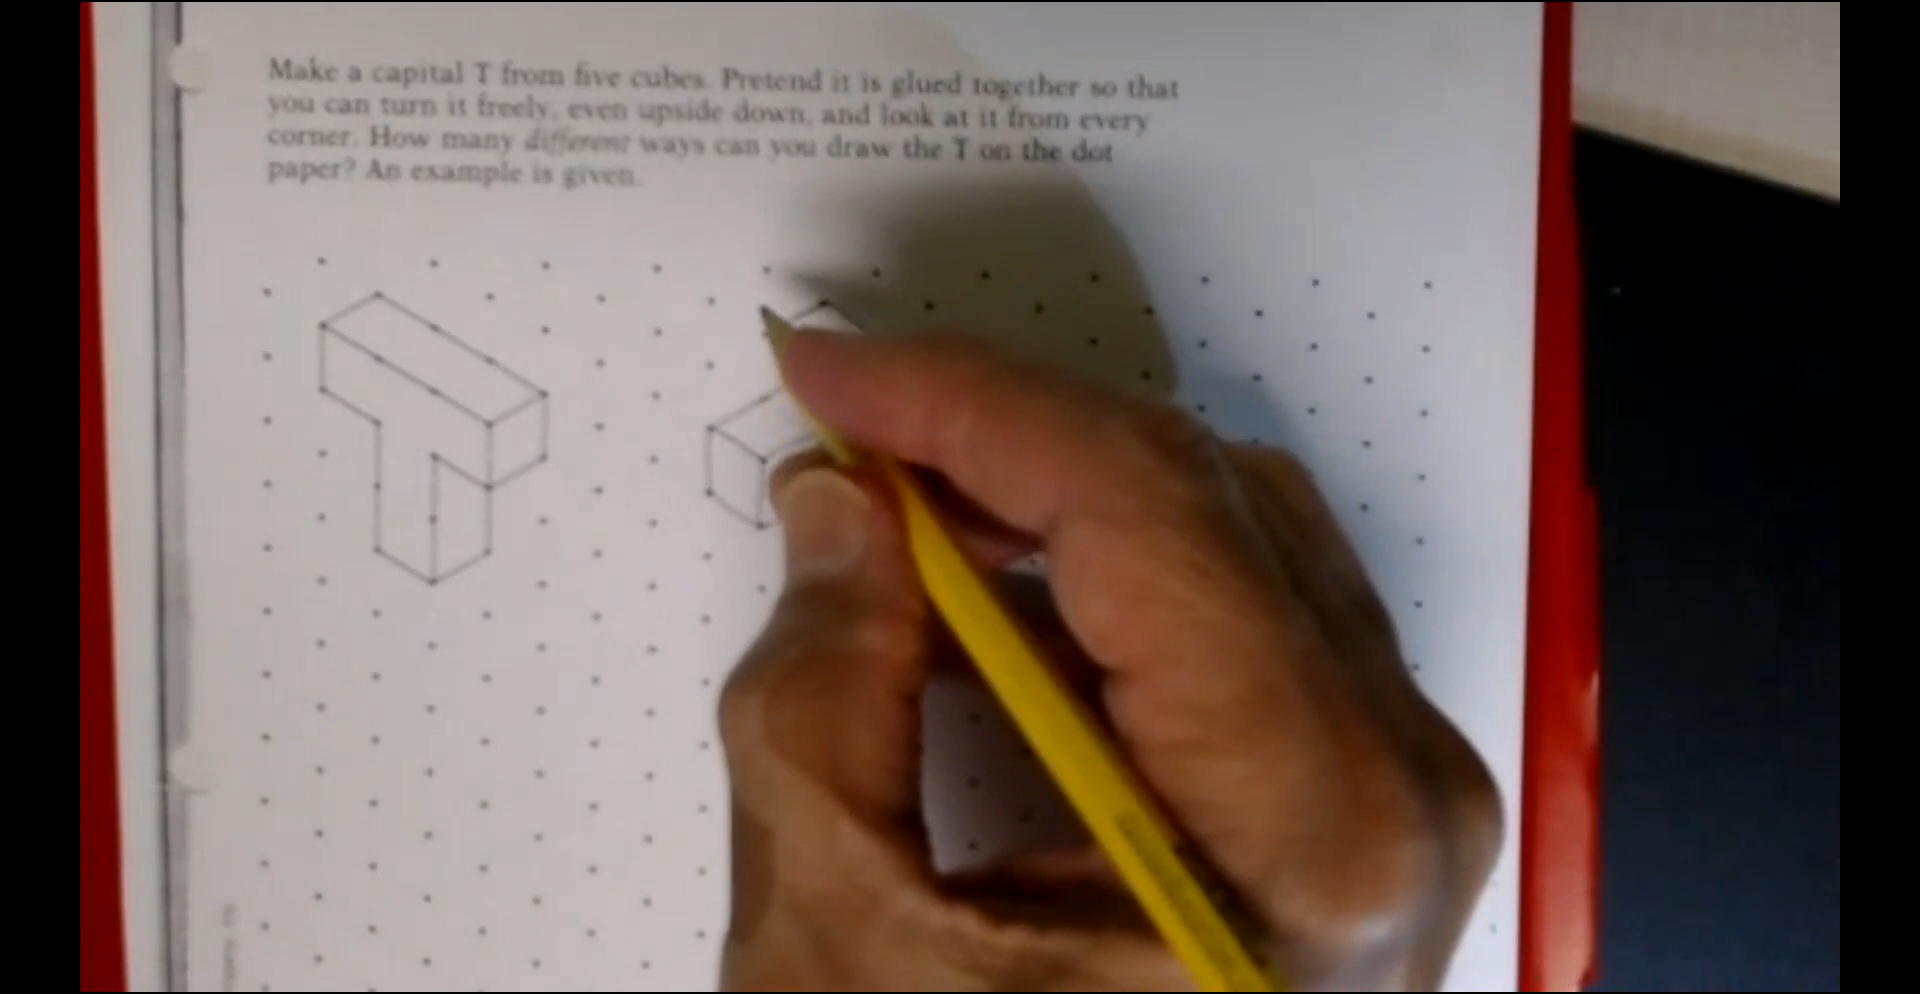 Make a capital T from five cubes. Pretend it is glued together so that
you can turn it freely, even upside down, and look at it from every
corner. How many different ways can you draw the T on the dot
paper? An example is given.